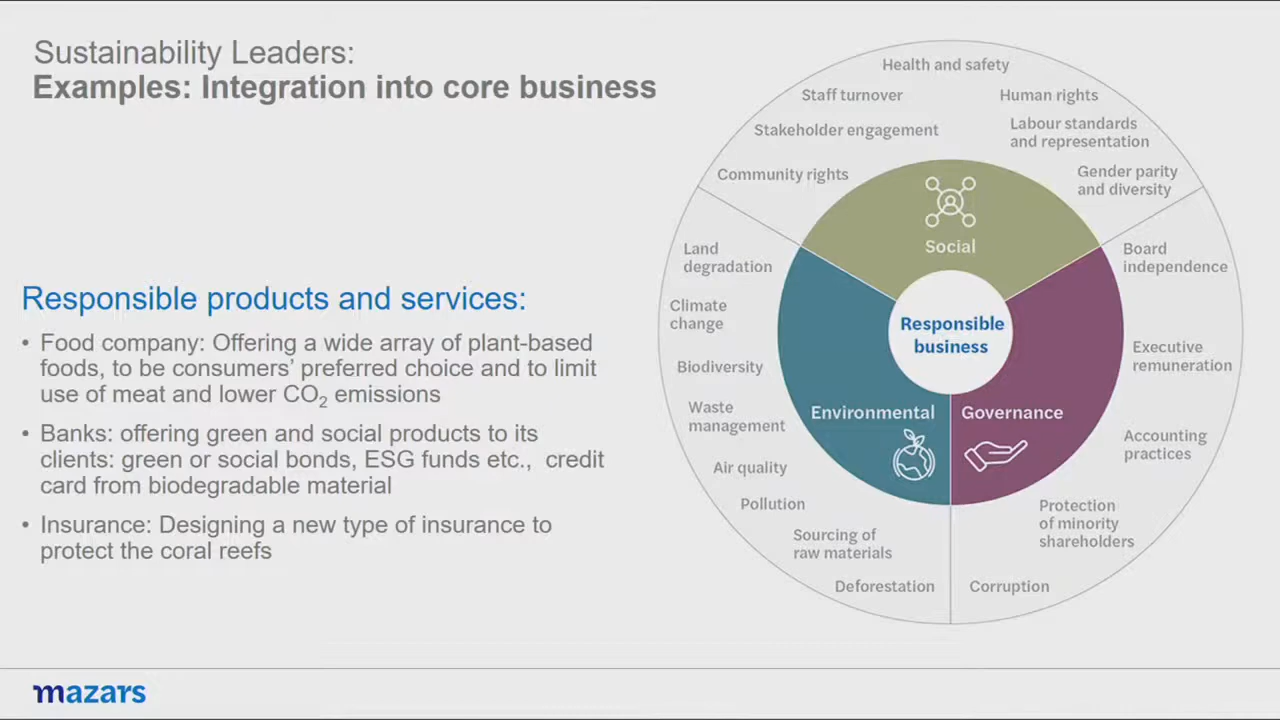 Sustainability Leaders:
Examples: Integration into core business
Responsible products and services:
• Food company: Offering a wide array of plant-based
foods, to be consumers’ preferred choice and to limit
use of meat and lower CO₂ emissions
• Banks: offering green and social products to its
clients: green or social bonds, ESG funds etc., credit
card from biodegradable material
• Insurance: Designing a new type of insurance to
protect the coral reefs
Health and safety
Staff turnover
Human rights
Stakeholder engagement
Labour standards
and representation
Community rights
Gender parity
and diversity
Social
Land
degradation
Climate
change
Biodiversity
Waste
management
Air quality
Pollution
Sourcing of
raw materials
Deforestation
Environmental
Responsible
business
Governance
Board
independence
Executive
remuneration
Accounting
practices
Protection
of minority
shareholders
Corruption
mazars